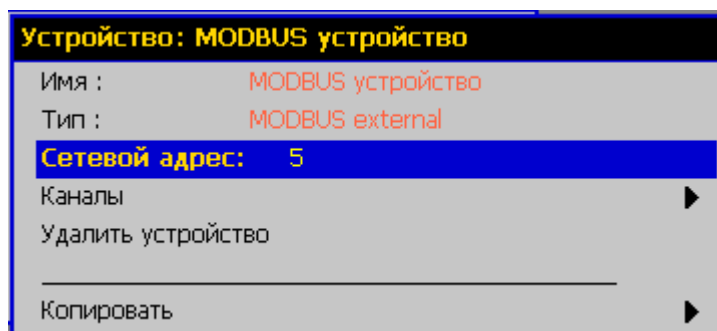 Устройство: MODBUS устройство
Имя : MODBUS устройство
Тип : MODBUS external
Сетевой адрес: 5
Каналы
Удалить устройство
Копировать